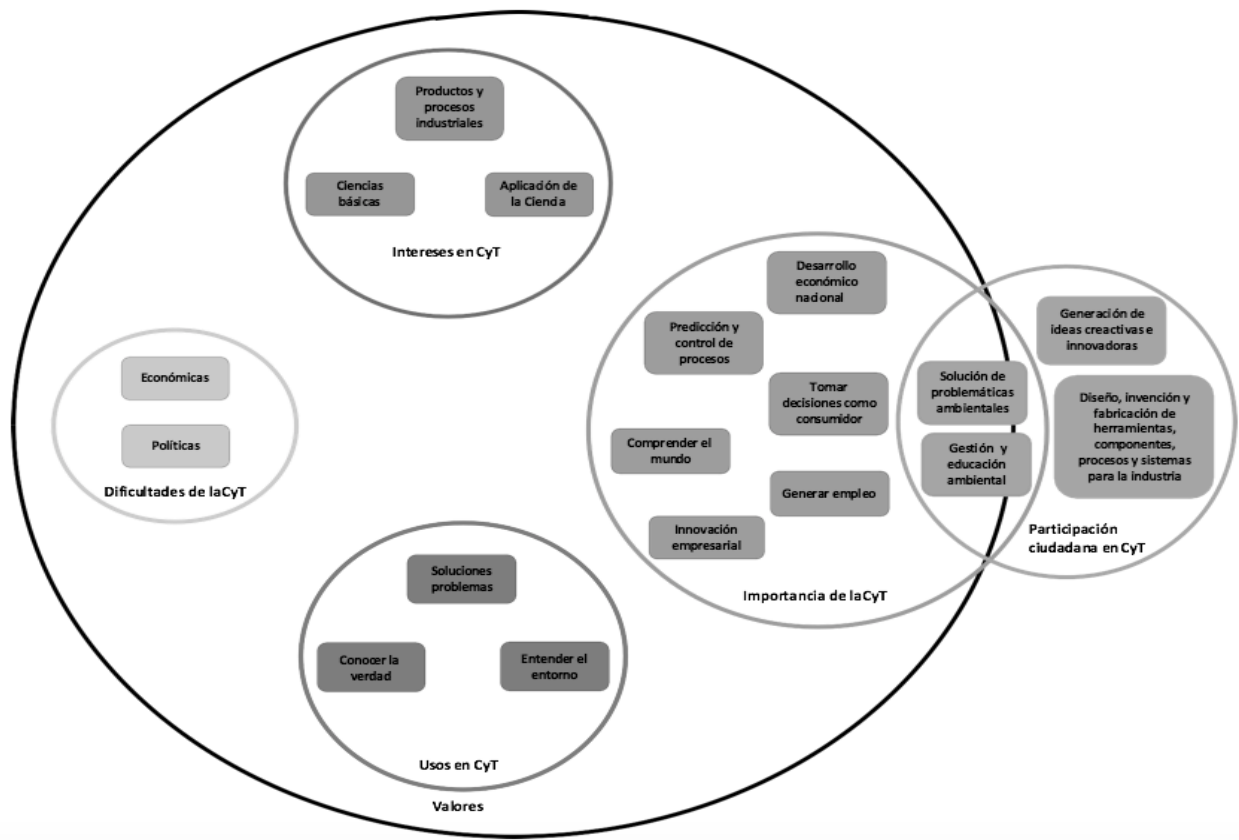 Productos y
procesos
industriales
Ciencias
básicas
Aplicación de
la Ciencia
Intereses en CyT
Desarrollo
económico
nacional
Predicción y
control de
procesos
Tomar
decisiones como
consumidor
Comprender el
mundo
Generar empleo
Innovación
empresarial
Importancia de laCyT
Solución de
problemáticas
ambientales
Gestión y
educación
ambiental
Generación de
ideas creactivas e
innovadoras
Diseño, invención y
fabricación de
herramientas,
componentes,
procesos y sistemas
para la industria
Participación
ciudadana en CyT
Económicas
Políticas
Dificultades de laCyT
Soluciones
problemas
Conocer la
verdad
Entender el
entorno
Usos en CyT
Valores